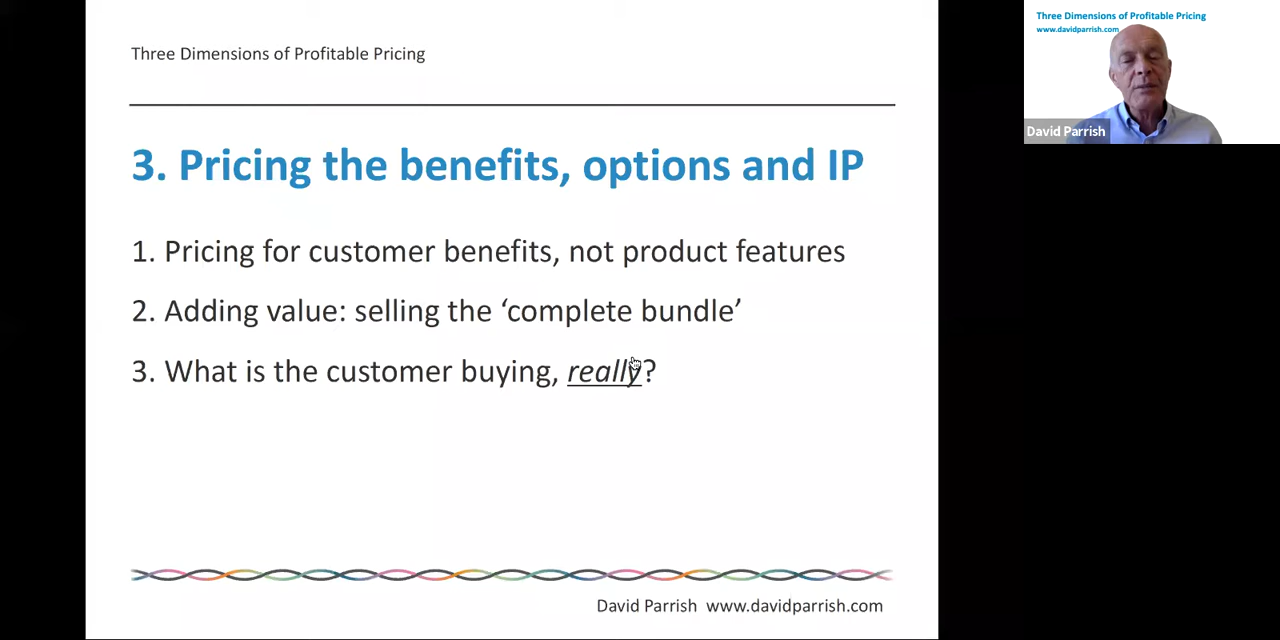 Three Dimensions of Profitable Pricing
3. Pricing the benefits, options and IP
1. Pricing for customer benefits, not product features
2. Adding value: selling the ‘complete bundle’
3. What is the customer buying, really?
David Parrish www.davidparrish.com
Three Dimensions of Profitable Pricing
www.davidparrish.com
David Parrish